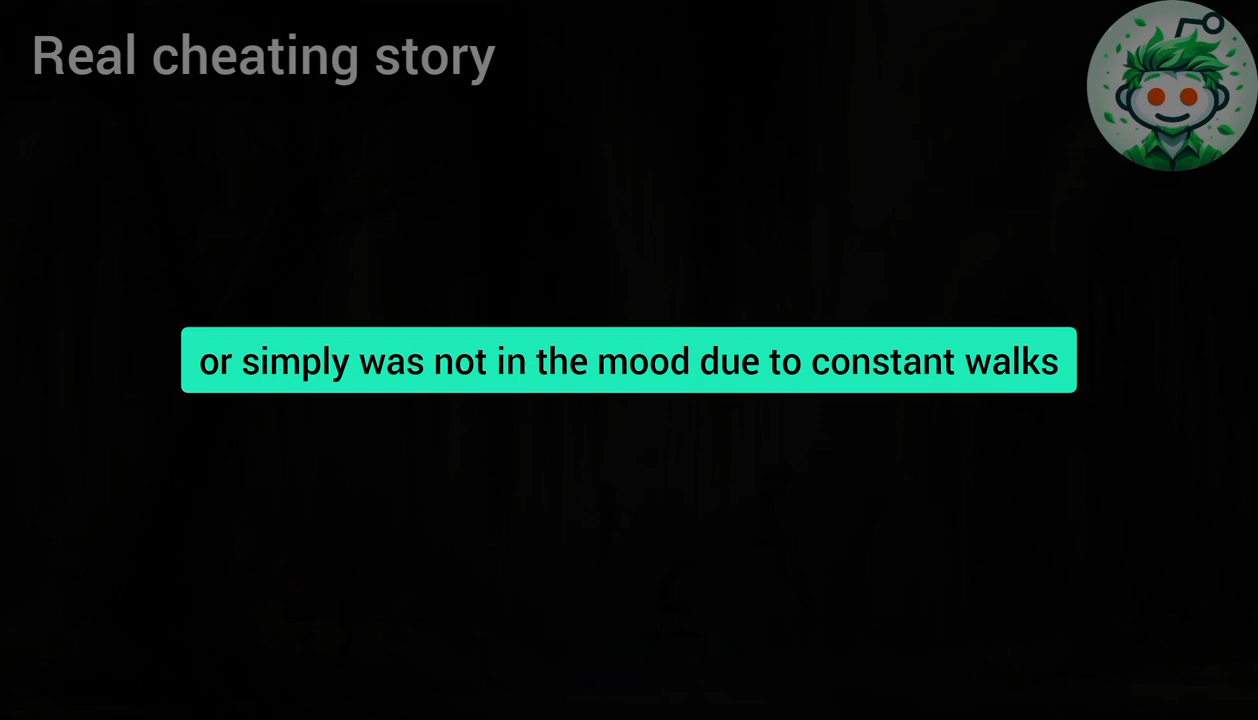 Real cheating story
or simply was not in the mood due to constant walks